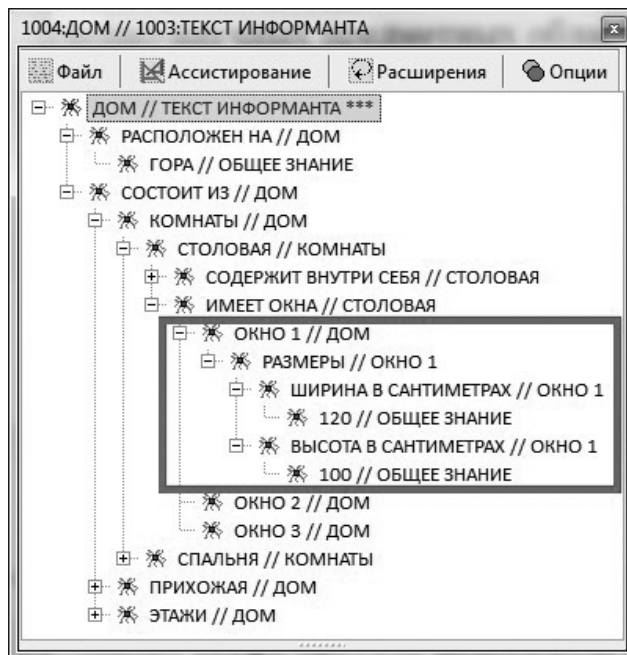 1004:ДОМ // 1003:ТЕКСТ ИНФОРМАНТА
Файл Ассистирование Расширения Опции
ДОМ // ТЕКСТ ИНФОРМАНТА ***
РАСПОЛОЖЕН НА // ДОМ
ГОРА // ОБЩЕЕ ЗНАНИЕ
СОСТОИТ ИЗ // ДОМ
КОМНАТЫ // ДОМ
СТОЛОВАЯ // КОМНАТЫ
СОДЕРЖИТ ВНУТРИ СЕБЯ // СТОЛОВАЯ
ИМЕЕТ ОКНА // СТОЛОВАЯ
ОКНО 1 // ДОМ
РАЗМЕРЫ // ОКНО 1
ШИРИНА В САНТИМЕТРАХ // ОКНО 1
120 // ОБЩЕЕ ЗНАНИЕ
ВЫСОТА В САНТИМЕТРАХ // ОКНО 1
100 // ОБЩЕЕ ЗНАНИЕ
ОКНО 2 // ДОМ
ОКНО 3 // ДОМ
СПАЛЬНЯ // КОМНАТЫ
ПРИХОЖАЯ // ДОМ
ЭТАЖИ // ДОМ